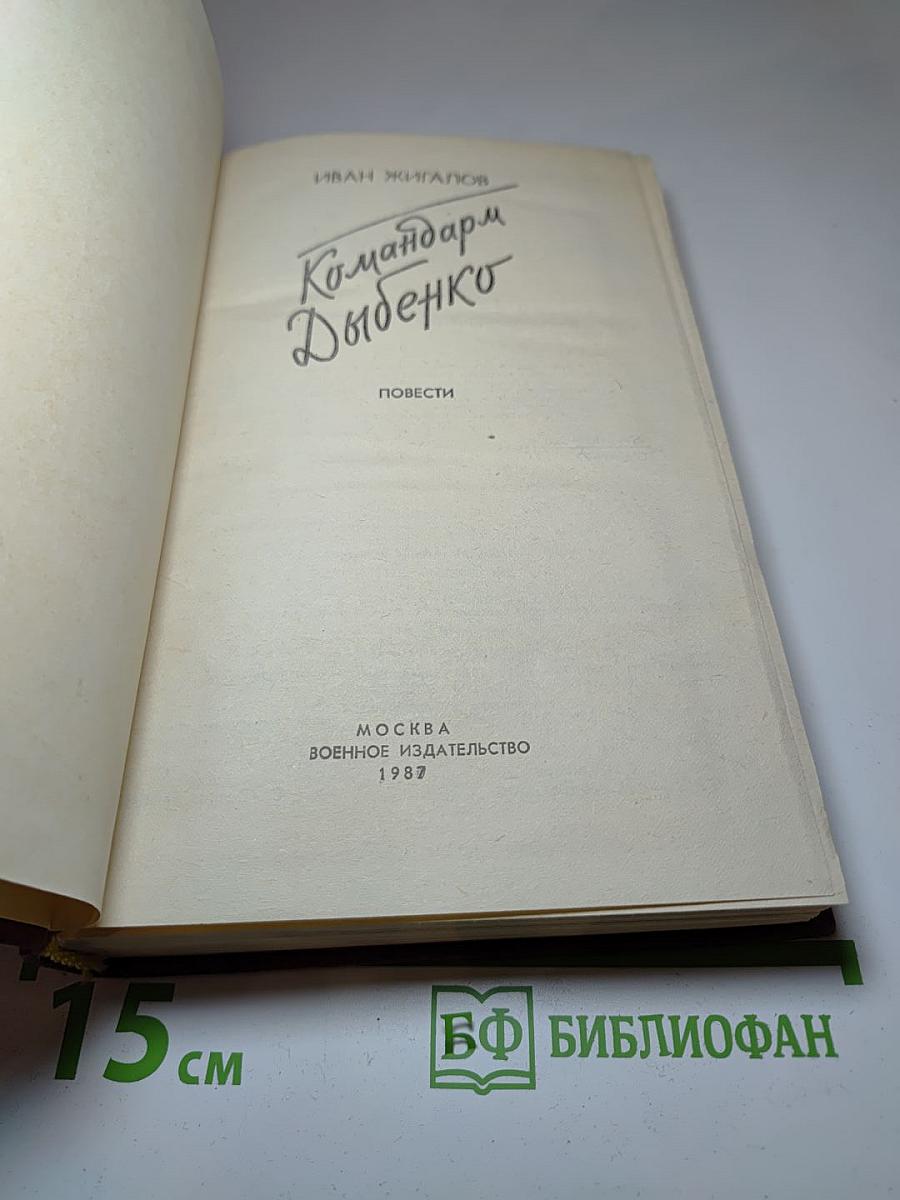 ИВАН ЖИГАЛОВ
Командарм
Дыбенко
ПОВЕСТИ
МОСКВА
ВОЕННОЕ ИЗДАТЕЛЬСТВО
1987
15 см
БФ БИБЛИОФАН